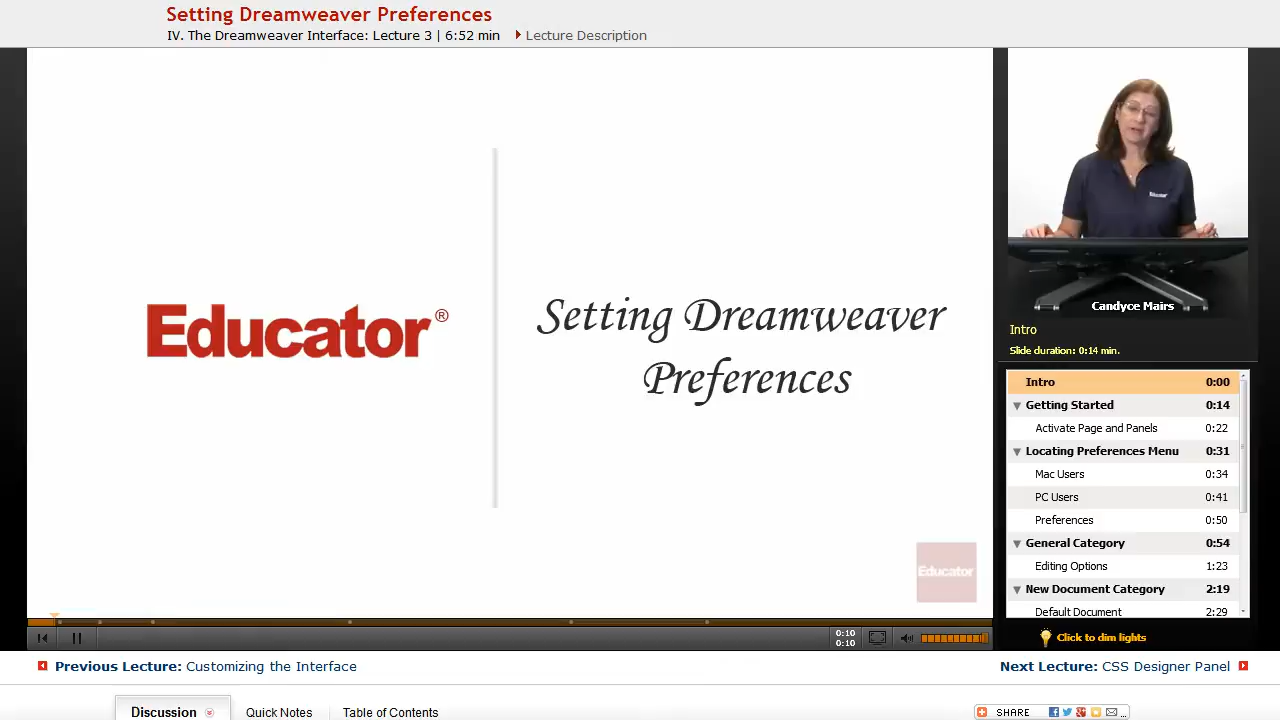 Setting Dreamweaver Preferences
IV. The Dreamweaver Interface: Lecture 3 | 6:52 min
Lecture Description
Educator®
Setting Dreamweaver
Preferences
Educator
Educator
Candyce Mairs
Intro
Slide duration: 0:14 min.
Intro 0:00
Getting Started 0:14
Activate Page and Panels 0:22
Locating Preferences Menu 0:31
Mac Users 0:34
PC Users 0:41
Preferences 0:50
General Category 0:54
Editing Options 1:23
New Document Category 2:19
Default Document 2:29
0:10
0:10
Click to dim lights
Previous Lecture: Customizing the Interface
Next Lecture: CSS Designer Panel
Discussion
Quick Notes
Table of Contents
SHARE